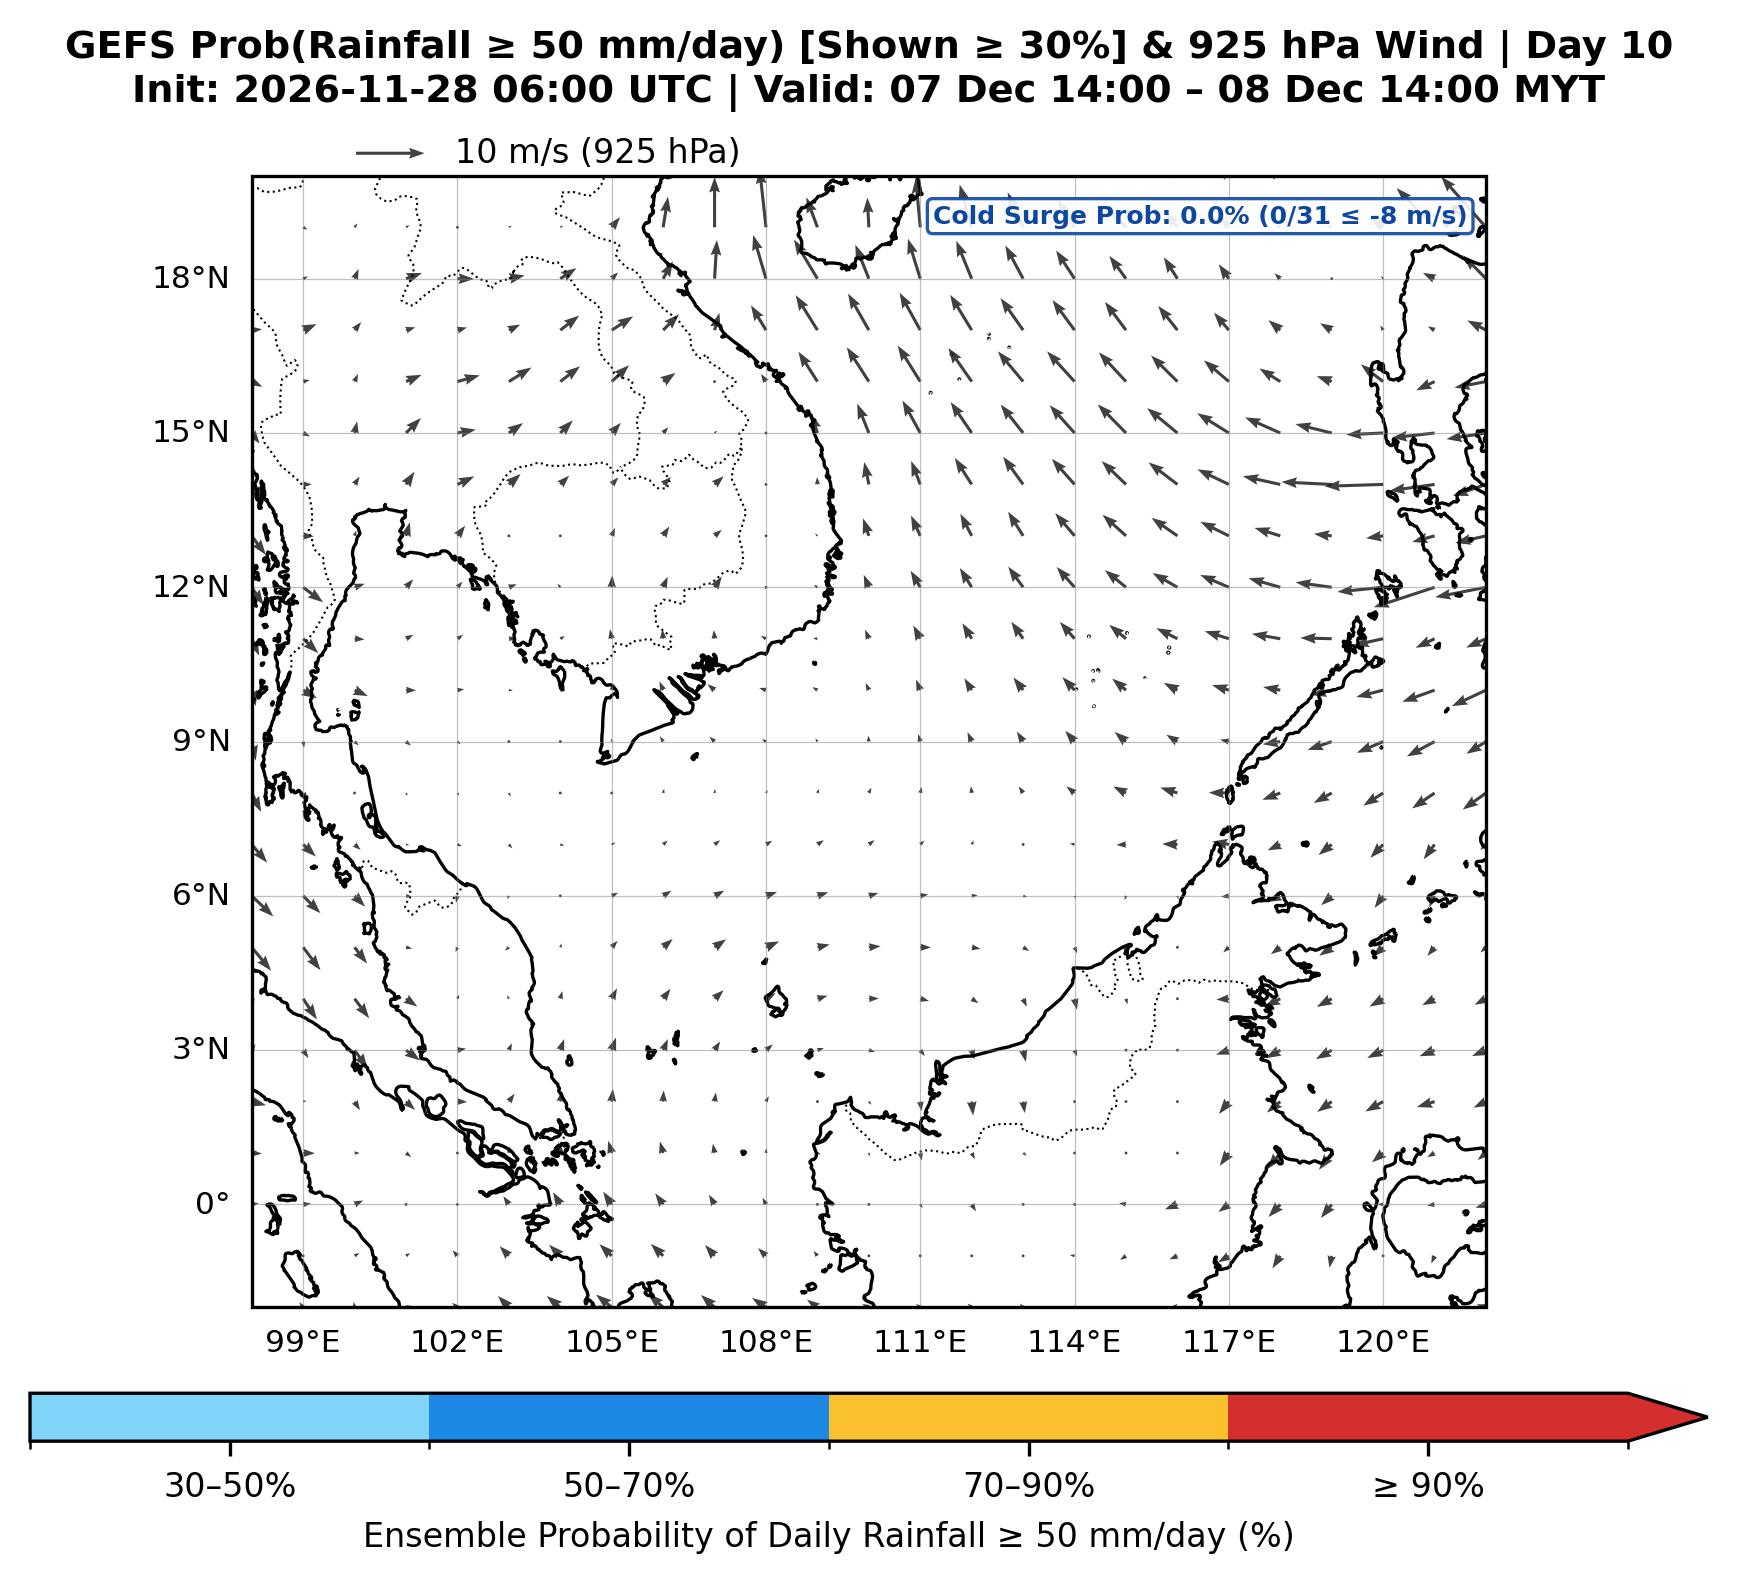 GEFS Prob(Rainfall ≥ 50 mm/day) [Shown ≥ 30%] & 925 hPa Wind | Day 10
Init: 2026-11-28 06:00 UTC | Valid: 07 Dec 14:00 – 08 Dec 14:00 MYT
10 m/s (925 hPa)
Cold Surge Prob: 0.0% (0/31 ≤ -8 m/s)
18°N
15°N
12°N
9°N
6°N
3°N
0°
99°E 102°E 105°E 108°E 111°E 114°E 117°E 120°E
30–50% 50–70% 70–90% ≥ 90%
Ensemble Probability of Daily Rainfall ≥ 50 mm/day (%)